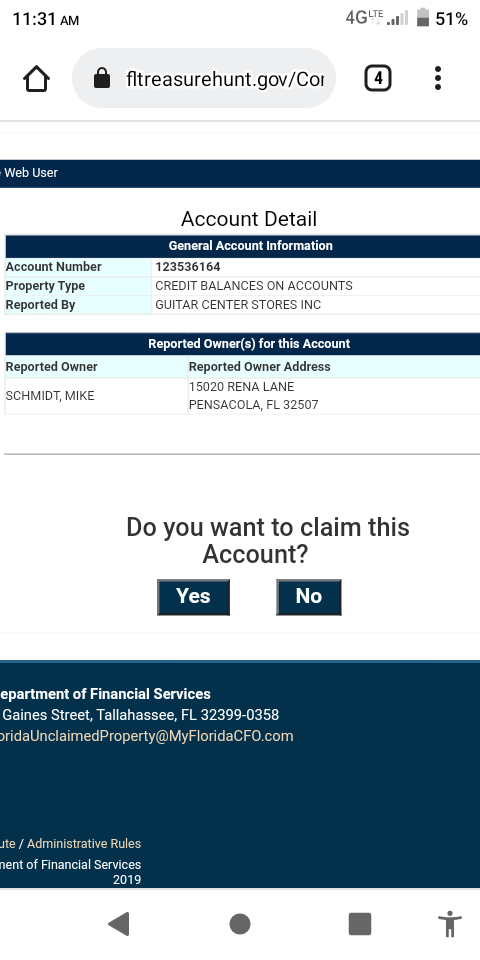 11:31 AM 4G LTE 51%
fltreasurehunt.gov/Cor 4
Web User
Account Detail
General Account Information
Account Number 123536164
Property Type CREDIT BALANCES ON ACCOUNTS
Reported By GUITAR CENTER STORES INC
Reported Owner(s) for this Account
Reported Owner Reported Owner Address
SCHMIDT, MIKE 15020 RENA LANE
PENSACOLA, FL 32507
Do you want to claim this
Account?
Yes No
epartment of Financial Services
Gaines Street, Tallahassee, FL 32399-0358
oridaUnclaimedProperty@MyFloridaCFO.com
ute / Administrative Rules
ment of Financial Services
2019